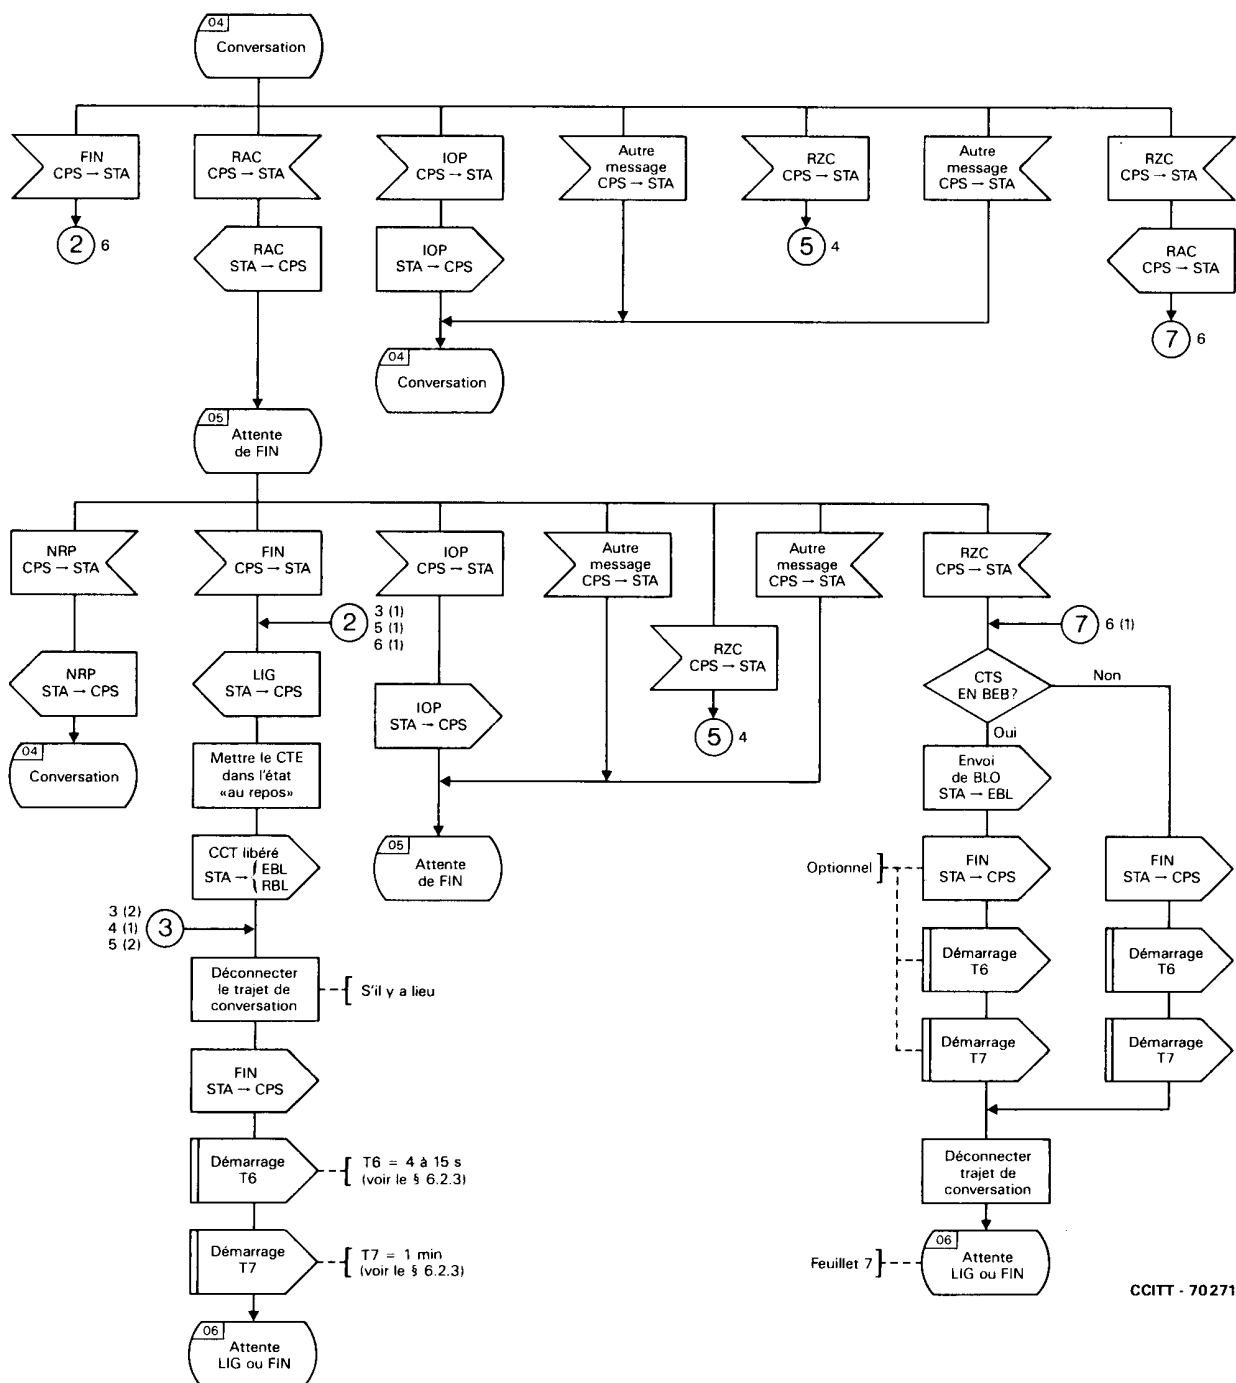 04
Conversation
FIN
CPS → STA
RAC
CPS → STA
IOP
CPS → STA
Autre
message
CPS → STA
RZC
CPS → STA
Autre
message
CPS → STA
RZC
CPS → STA
2 6
RAC
STA → CPS
IOP
STA → CPS
5 4
RAC
CPS → STA
7 6
04
Conversation
05
Attente
de FIN
NRP
CPS → STA
FIN
CPS → STA
IOP
CPS → STA
Autre
message
CPS → STA
Autre
message
CPS → STA
RZC
CPS → STA
2
3 (1)
5 (1)
6 (1)
RZC
CPS → STA
7 6 (1)
NRP
STA → CPS
LIG
STA → CPS
IOP
STA → CPS
5 4
CTS
EN BEB?
Non
Oui
04
Conversation
Mettre le CTE
dans l'état
«au repos»
Envoi
de BLO
STA → EBL
CCT libéré
STA → { EBL
RBL
05
Attente
de FIN
Optionnel
FIN
STA → CPS
FIN
STA → CPS
3 (2)
4 (1)
5 (2)
3
Déconnecter
le trajet de
conversation
S'il y a lieu
Démarrage
T6
Démarrage
T6
Démarrage
T7
Démarrage
T7
FIN
STA → CPS
Démarrage
T6
T6 = 4 à 15 s
(voir le § 6.2.3)
Déconnecter
trajet de
conversation
Démarrage
T7
T7 = 1 min
(voir le § 6.2.3)
Feuillet 7
06
Attente
LIG ou FIN
CCITT - 70271
06
Attente
LIG ou FIN